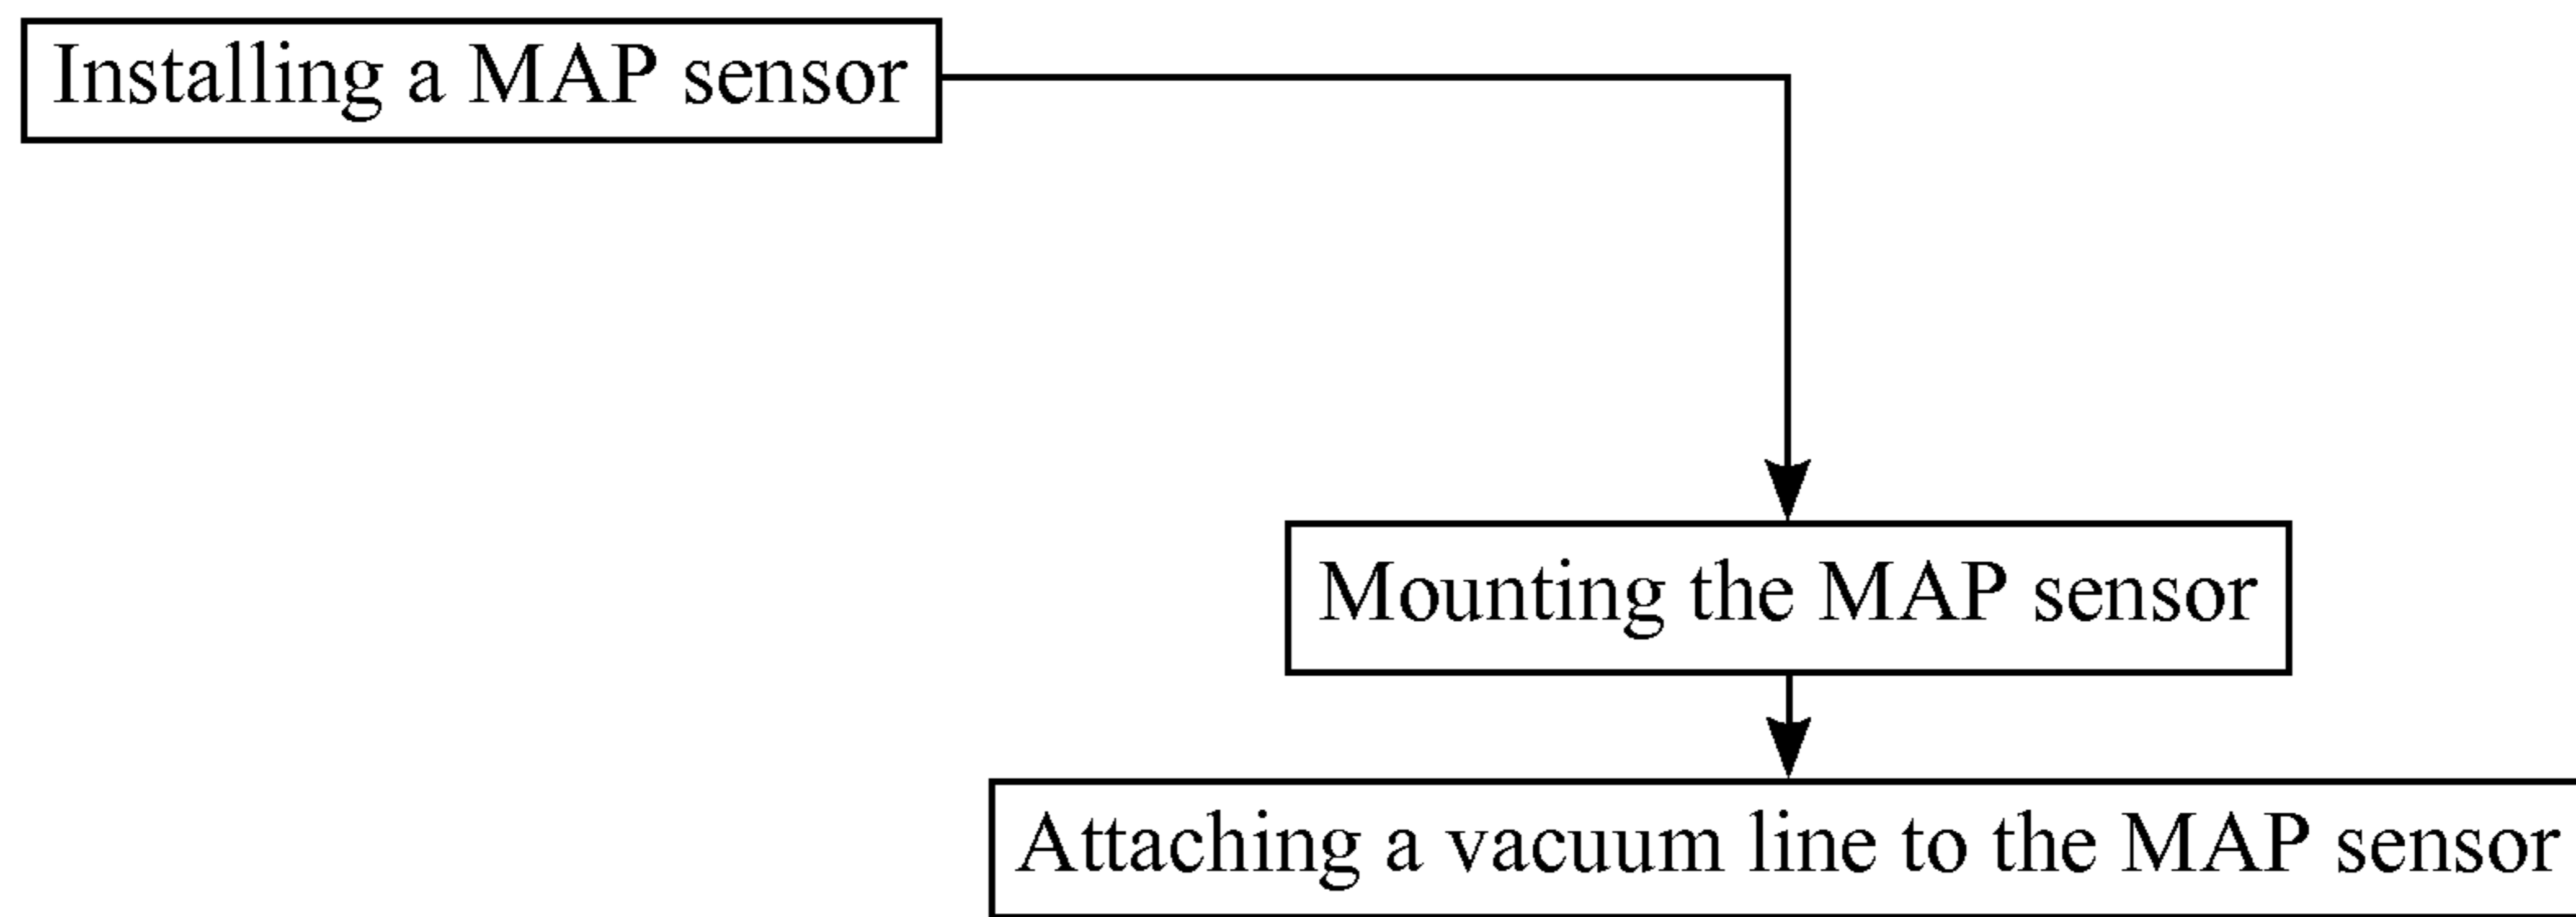 Installing a MAP sensor
Mounting the MAP sensor
Attaching a vacuum line to the MAP sensor